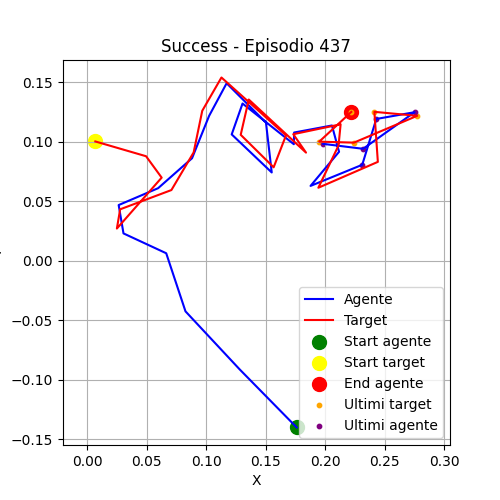 Success - Episodio 437
0.15
0.10
0.05
0.00
−0.05
−0.10
−0.15
Agente
Target
Start agente
Start target
End agente
Ultimi target
Ultimi agente
0.00 0.05 0.10 0.15 0.20 0.25 0.30
X